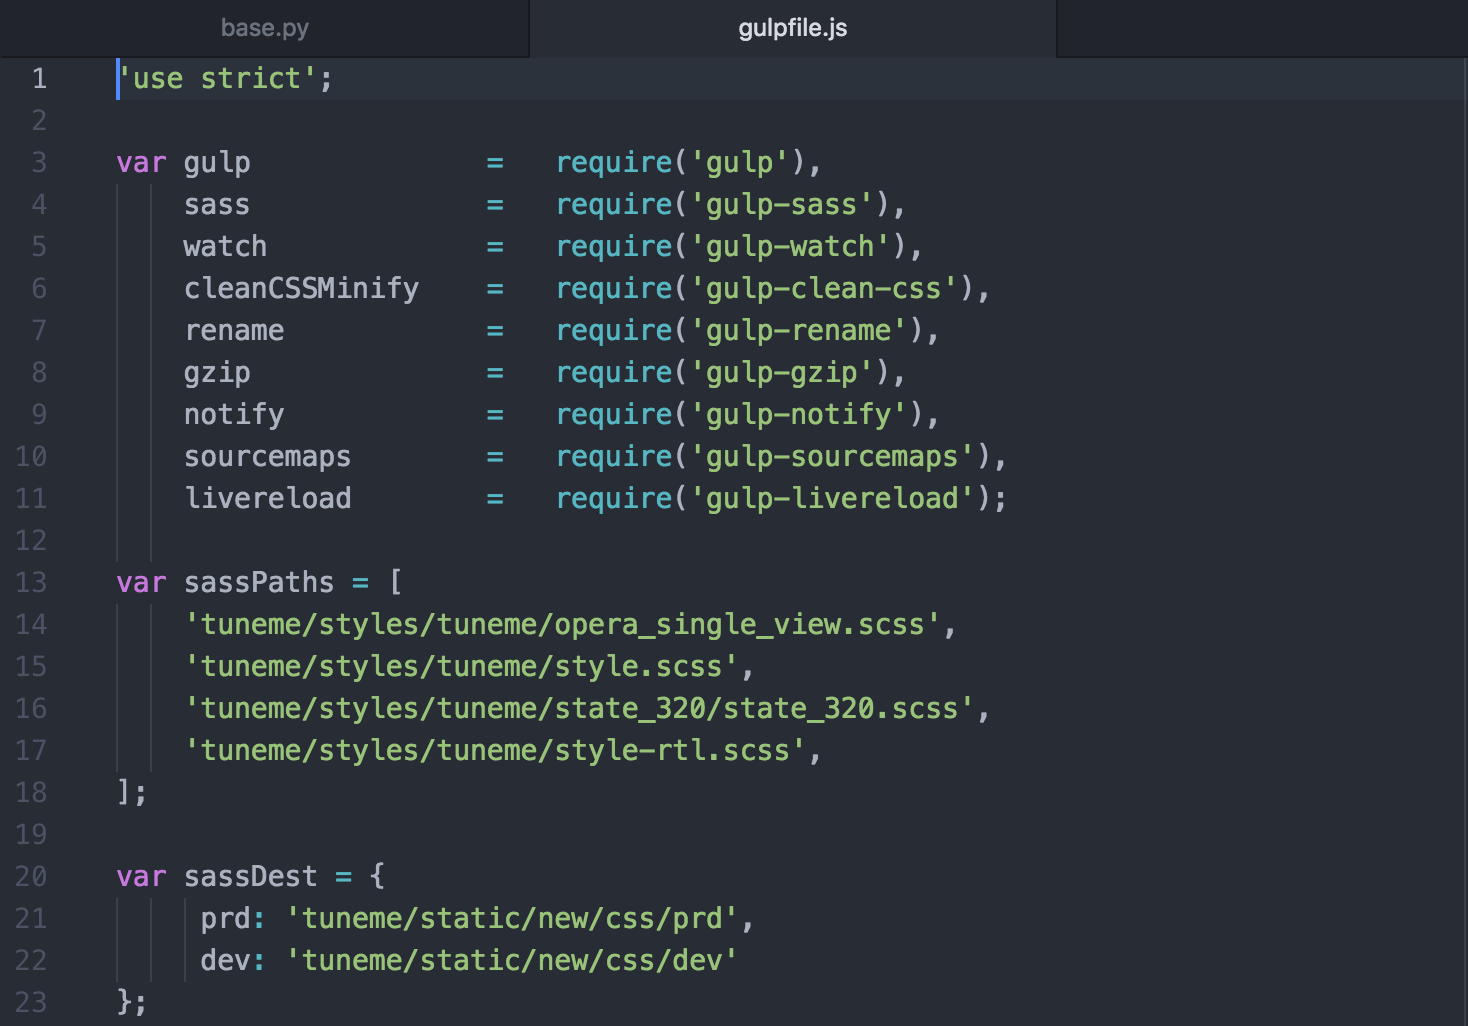 base.py
gulpfile.js
1 'use strict';
2
3 var gulp = require('gulp'),
4 sass = require('gulp-sass'),
5 watch = require('gulp-watch'),
6 cleanCSSMinify = require('gulp-clean-css'),
7 rename = require('gulp-rename'),
8 gzip = require('gulp-gzip'),
9 notify = require('gulp-notify'),
10 sourcemaps = require('gulp-sourcemaps'),
11 livereload = require('gulp-livereload');
12
13 var sassPaths = [
14 'tuneme/styles/tuneme/opera_single_view.scss',
15 'tuneme/styles/tuneme/style.scss',
16 'tuneme/styles/tuneme/state_320/state_320.scss',
17 'tuneme/styles/tuneme/style-rtl.scss',
18 ];
19
20 var sassDest = {
21 prd: 'tuneme/static/new/css/prd',
22 dev: 'tuneme/static/new/css/dev'
23 };